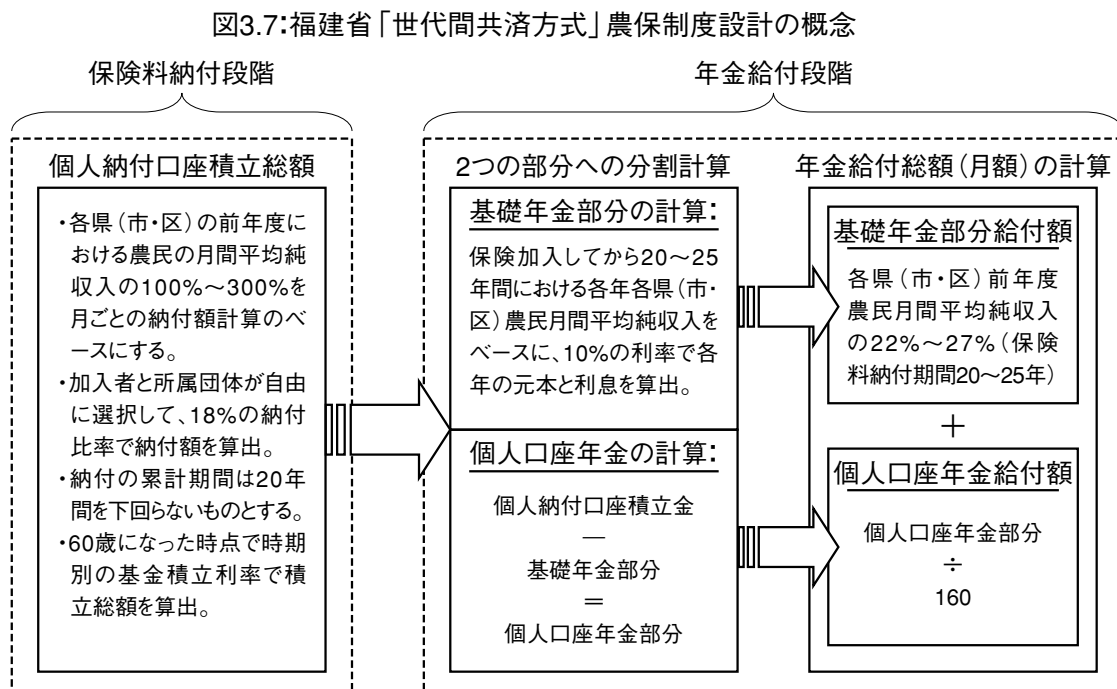 図3.7:福建省「世代間共済方式」農保制度設計の概念
保険料納付段階
年金給付段階
個人納付口座積立総額
・各県(市・区)の前年度に
おける農民の月間平均純
収入の100%〜300%を
月ごとの納付額計算のベ
ースにする。
・加入者と所属団体が自由
に選択して、18%の納付
比率で納付額を算出。
・納付の累計期間は20年
間を下回らないものとする。
・60歳になった時点で時期
別の基金積立利率で積
立総額を算出。
2つの部分への分割計算
基礎年金部分の計算:
保険加入してから20〜25
年間における各年各県(市・
区)農民月間平均純収入を
ベースに、10%の利率で各
年の元本と利息を算出。
個人口座年金の計算:
個人納付口座積立金
—
基礎年金部分
=
個人口座年金部分
年金給付総額(月額)の計算
基礎年金部分給付額
各県(市・区)前年度
農民月間平均純収入
の22%〜27%(保険
料納付期間20〜25年)
+
個人口座年金給付額
個人口座年金部分
÷
160